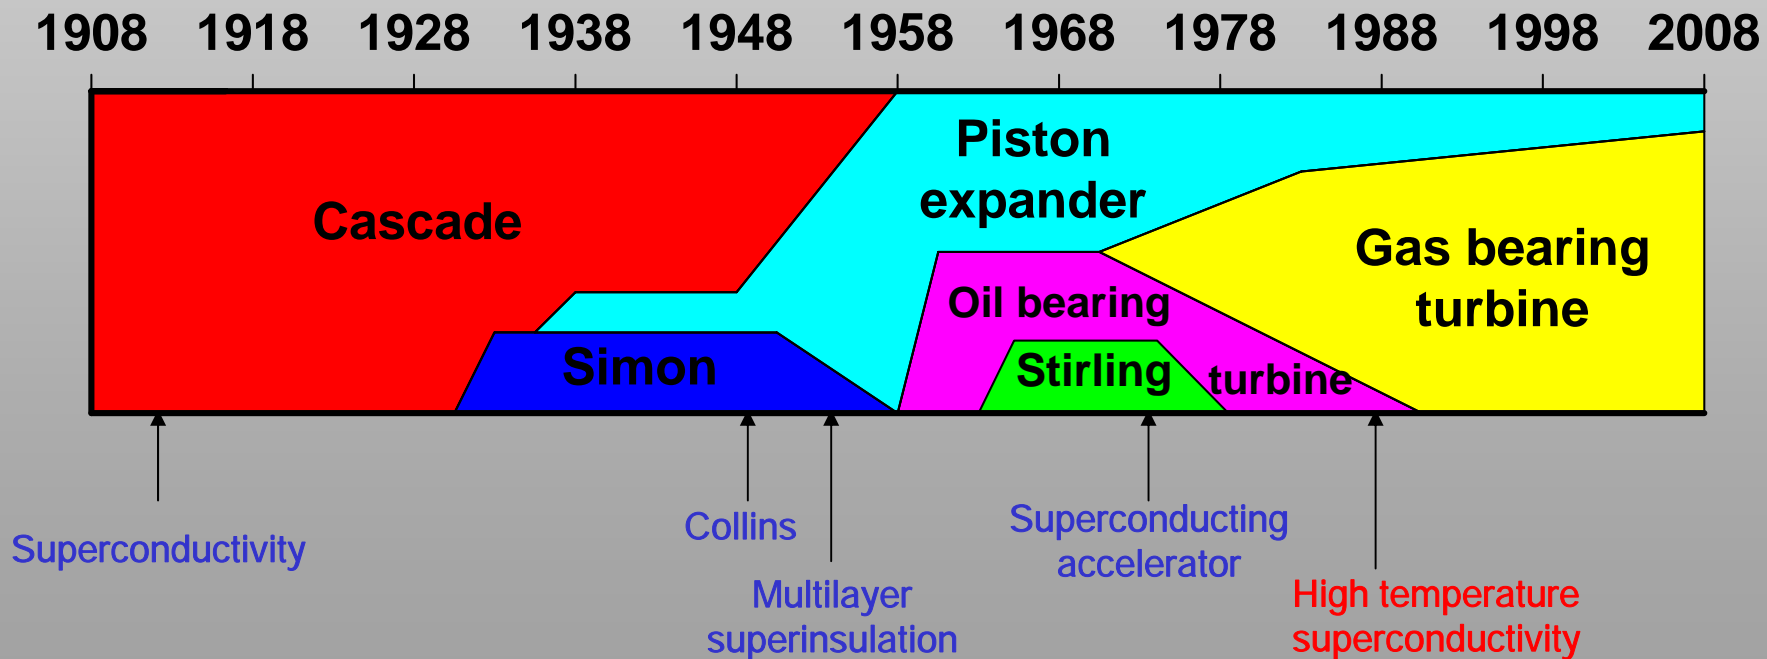 1908 1918 1928 1938 1948 1958 1968 1978 1988 1998 2008
Piston
expander
Cascade
Gas bearing
turbine
Oil bearing
Simon
Stirling
turbine
Superconductivity
Collins
Multilayer
superinsulation
Superconducting
accelerator
High temperature
superconductivity